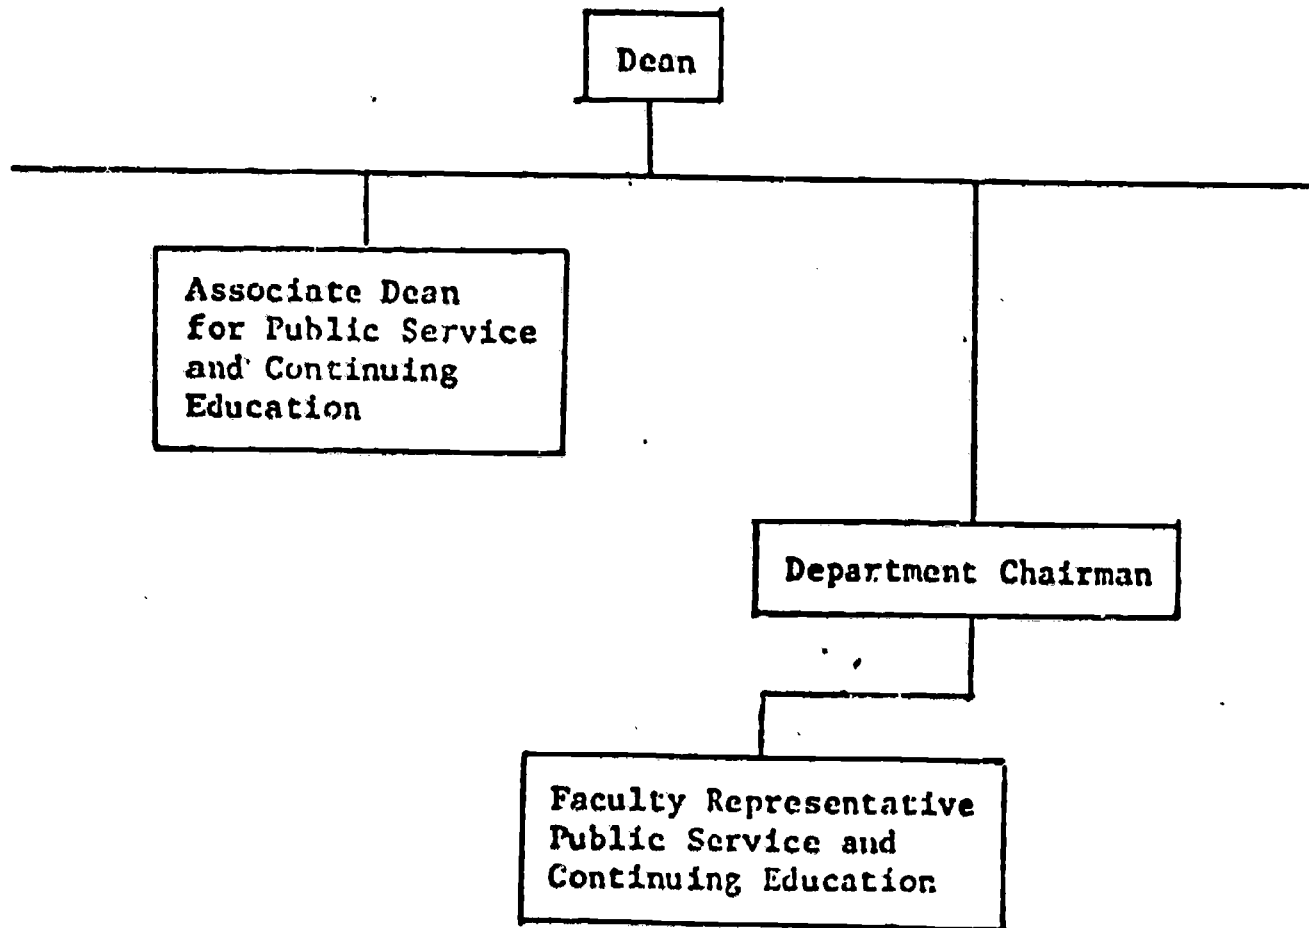 Dean
Associate Dean
for Public Service
and Continuing
Education
Department Chairman
Faculty Representative
Public Service and
Continuing Education